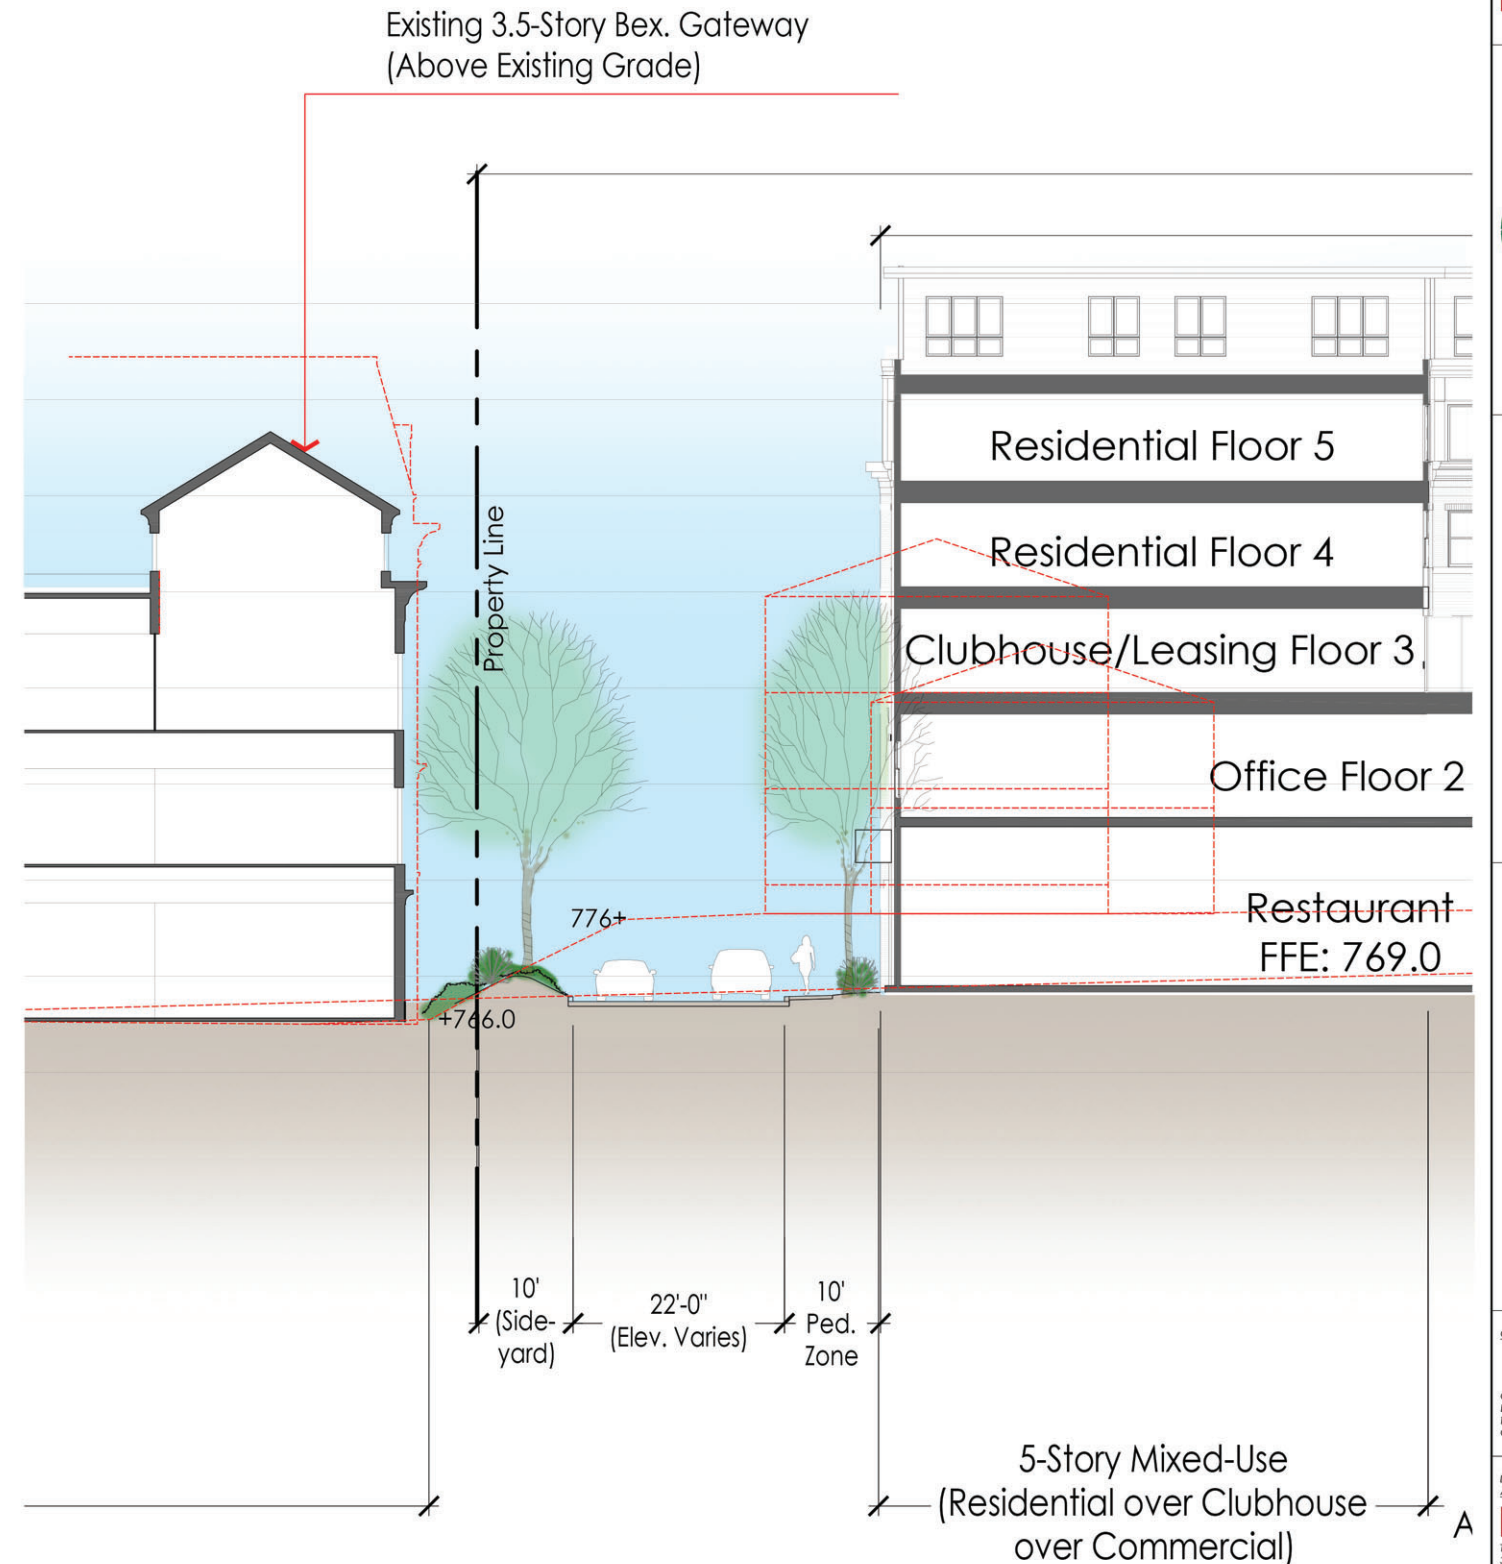 Existing 3.5-Story Bex. Gateway
(Above Existing Grade)
Property Line
Residential Floor 5
Residential Floor 4
Clubhouse/Leasing Floor 3
Office Floor 2
Restaurant
FFE: 769.0
776+
+766.0
10'
(Side-
yard)
22'-0"
(Elev. Varies)
10'
Ped.
Zone
5-Story Mixed-Use
(Residential over Clubhouse
over Commercial)
A